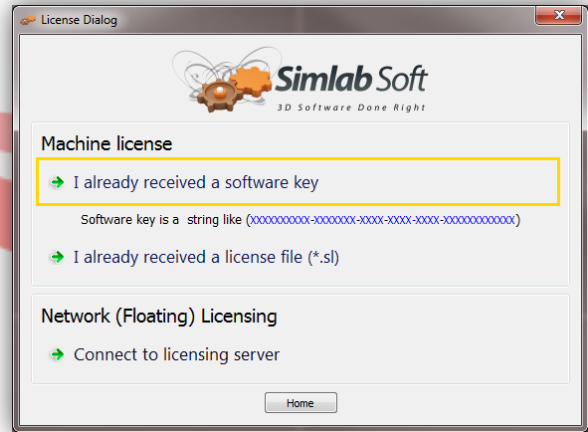 License Dialog
Simlab Soft
3D Software Done Right
Machine license
I already received a software key
Software key is a string like (xxxxxxxxxx-xxxxxxx-xxxx-xxxx-xxxx-xxxxxxxxxxxx)
I already received a license file (*.sl)
Network (Floating) Licensing
Connect to licensing server
Home